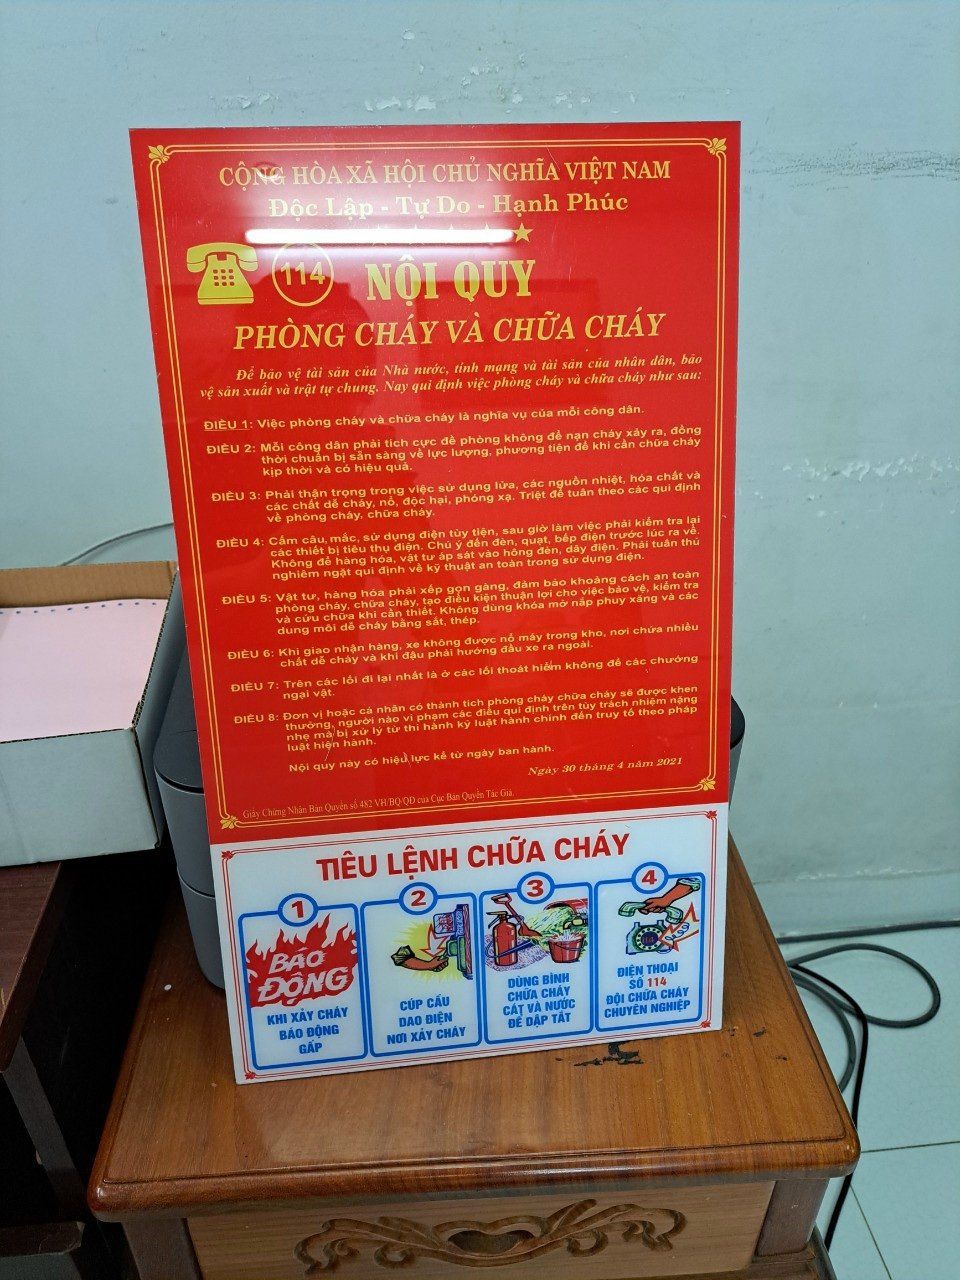 CỘNG HÒA XÃ HỘI CHỦ NGHĨA VIỆT NAM
Độc Lập - Tự Do - Hạnh Phúc
114
NỘI QUY
PHÒNG CHÁY VÀ CHỮA CHÁY
Để bảo vệ tài sản của Nhà nước, tính mạng và tài sản của nhân dân, bảo
vệ sản xuất và trật tự chung. Nay qui định việc phòng cháy và chữa cháy như sau:
ĐIỀU 1: Việc phòng cháy và chữa cháy là nghĩa vụ của mỗi công dân.
ĐIỀU 2: Mỗi công dân phải tích cực đề phòng không để nạn cháy xảy ra, đồng
thời chuẩn bị sẵn sàng về lực lượng, phương tiện để khi cần chữa cháy
kịp thời và có hiệu quả.
ĐIỀU 3: Phải thận trọng trong việc sử dụng lửa, các nguồn nhiệt, hóa chất và
các chất dễ cháy, nổ, độc hại, phóng xạ. Triệt để tuân theo các qui định
về phòng cháy, chữa cháy.
ĐIỀU 4: Cấm câu, mắc, sử dụng điện tùy tiện, sau giờ làm việc phải kiểm tra lại
các thiết bị tiêu thụ điện. Chú ý đến đèn, quạt, bếp điện trước lúc ra về.
Không để hàng hóa, vật tư áp sát vào hông đèn, dây điện. Phải tuân thủ
nghiêm ngặt qui định về kỹ thuật an toàn trong sử dụng điện.
ĐIỀU 5: Vật tư, hàng hóa phải xếp gọn gàng, đảm bảo khoảng cách an toàn
phòng cháy, chữa cháy, tạo điều kiện thuận lợi cho việc bảo vệ, kiểm tra
và cứu chữa khi cần thiết. Không dùng khóa mở nắp phuy xăng và các
dung môi dễ cháy bằng sắt, thép.
ĐIỀU 6: Khi giao nhận hàng, xe không được nổ máy trong kho, nơi chứa nhiều
chất dễ cháy và khi đậu phải hướng đầu xe ra ngoài.
ĐIỀU 7: Trên các lối đi lại nhất là ở các lối thoát hiểm không để các chướng
ngại vật.
ĐIỀU 8: Đơn vị hoặc cá nhân có thành tích phòng cháy chữa cháy sẽ được khen
thưởng, người nào vi phạm các điều qui định trên tùy trách nhiệm nặng
nhẹ mà bị xử lý từ thi hành kỷ luật hành chính đến truy tố theo pháp
luật hiện hành.
Nội quy này có hiệu lực kể từ ngày ban hành.
Ngày 30 tháng 4 năm 2021
Giấy Chứng Nhân Bản Quyền số 482 VH/BQ/QĐ của Cục Bản Quyền Tác Giả.
TIÊU LỆNH CHỮA CHÁY
1
BÁO
ĐỘNG
KHI XẢY CHÁY
BÁO ĐỘNG
GẤP
2
CÚP CẦU
DAO ĐIỆN
NƠI XẢY CHÁY
3
DÙNG BÌNH
CHỮA CHÁY
CÁT VÀ NƯỚC
ĐỂ DẬP TẮT
4
ĐIỆN THOẠI
SỐ 114
ĐỘI CHỮA CHÁY
CHUYÊN NGHIỆP